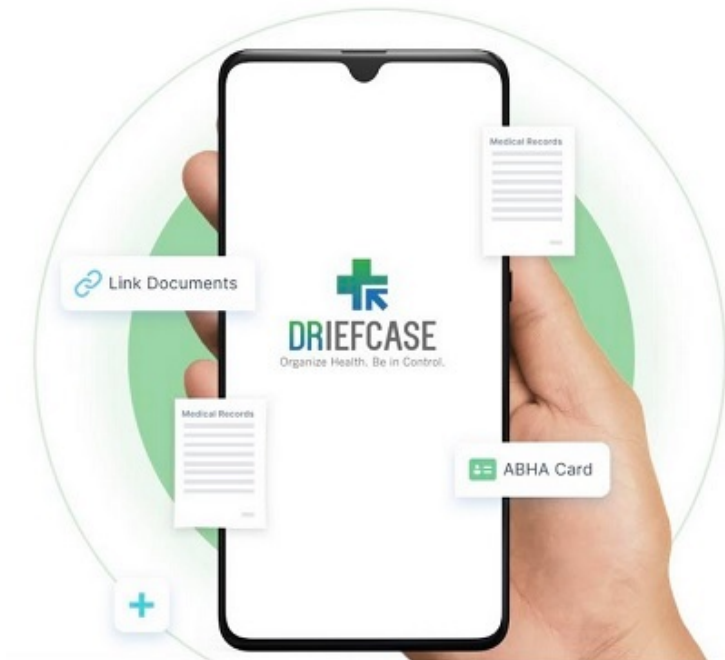 Medical Records
Link Documents
DRIEFCASE
Organize Health. Be in Control.
Medical Records
ABHA Card